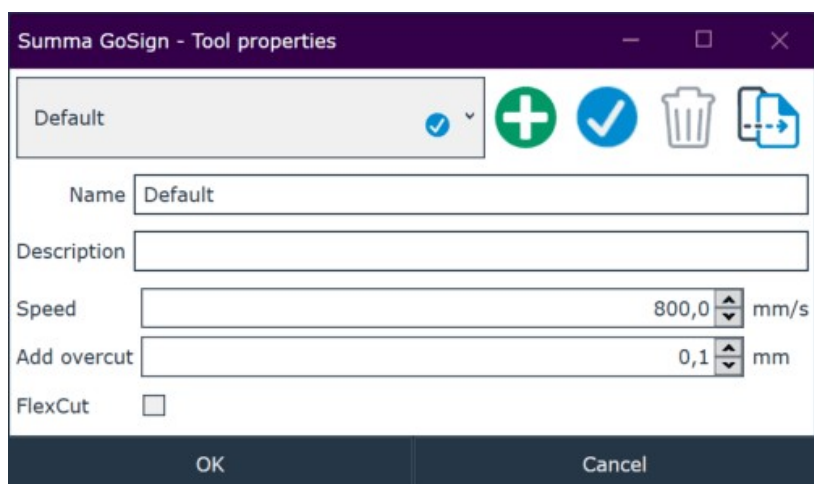 Summa GoSign - Tool properties
Default
Name Default
Description
Speed 800,0 mm/s
Add overcut 0,1 mm
FlexCut
OK Cancel